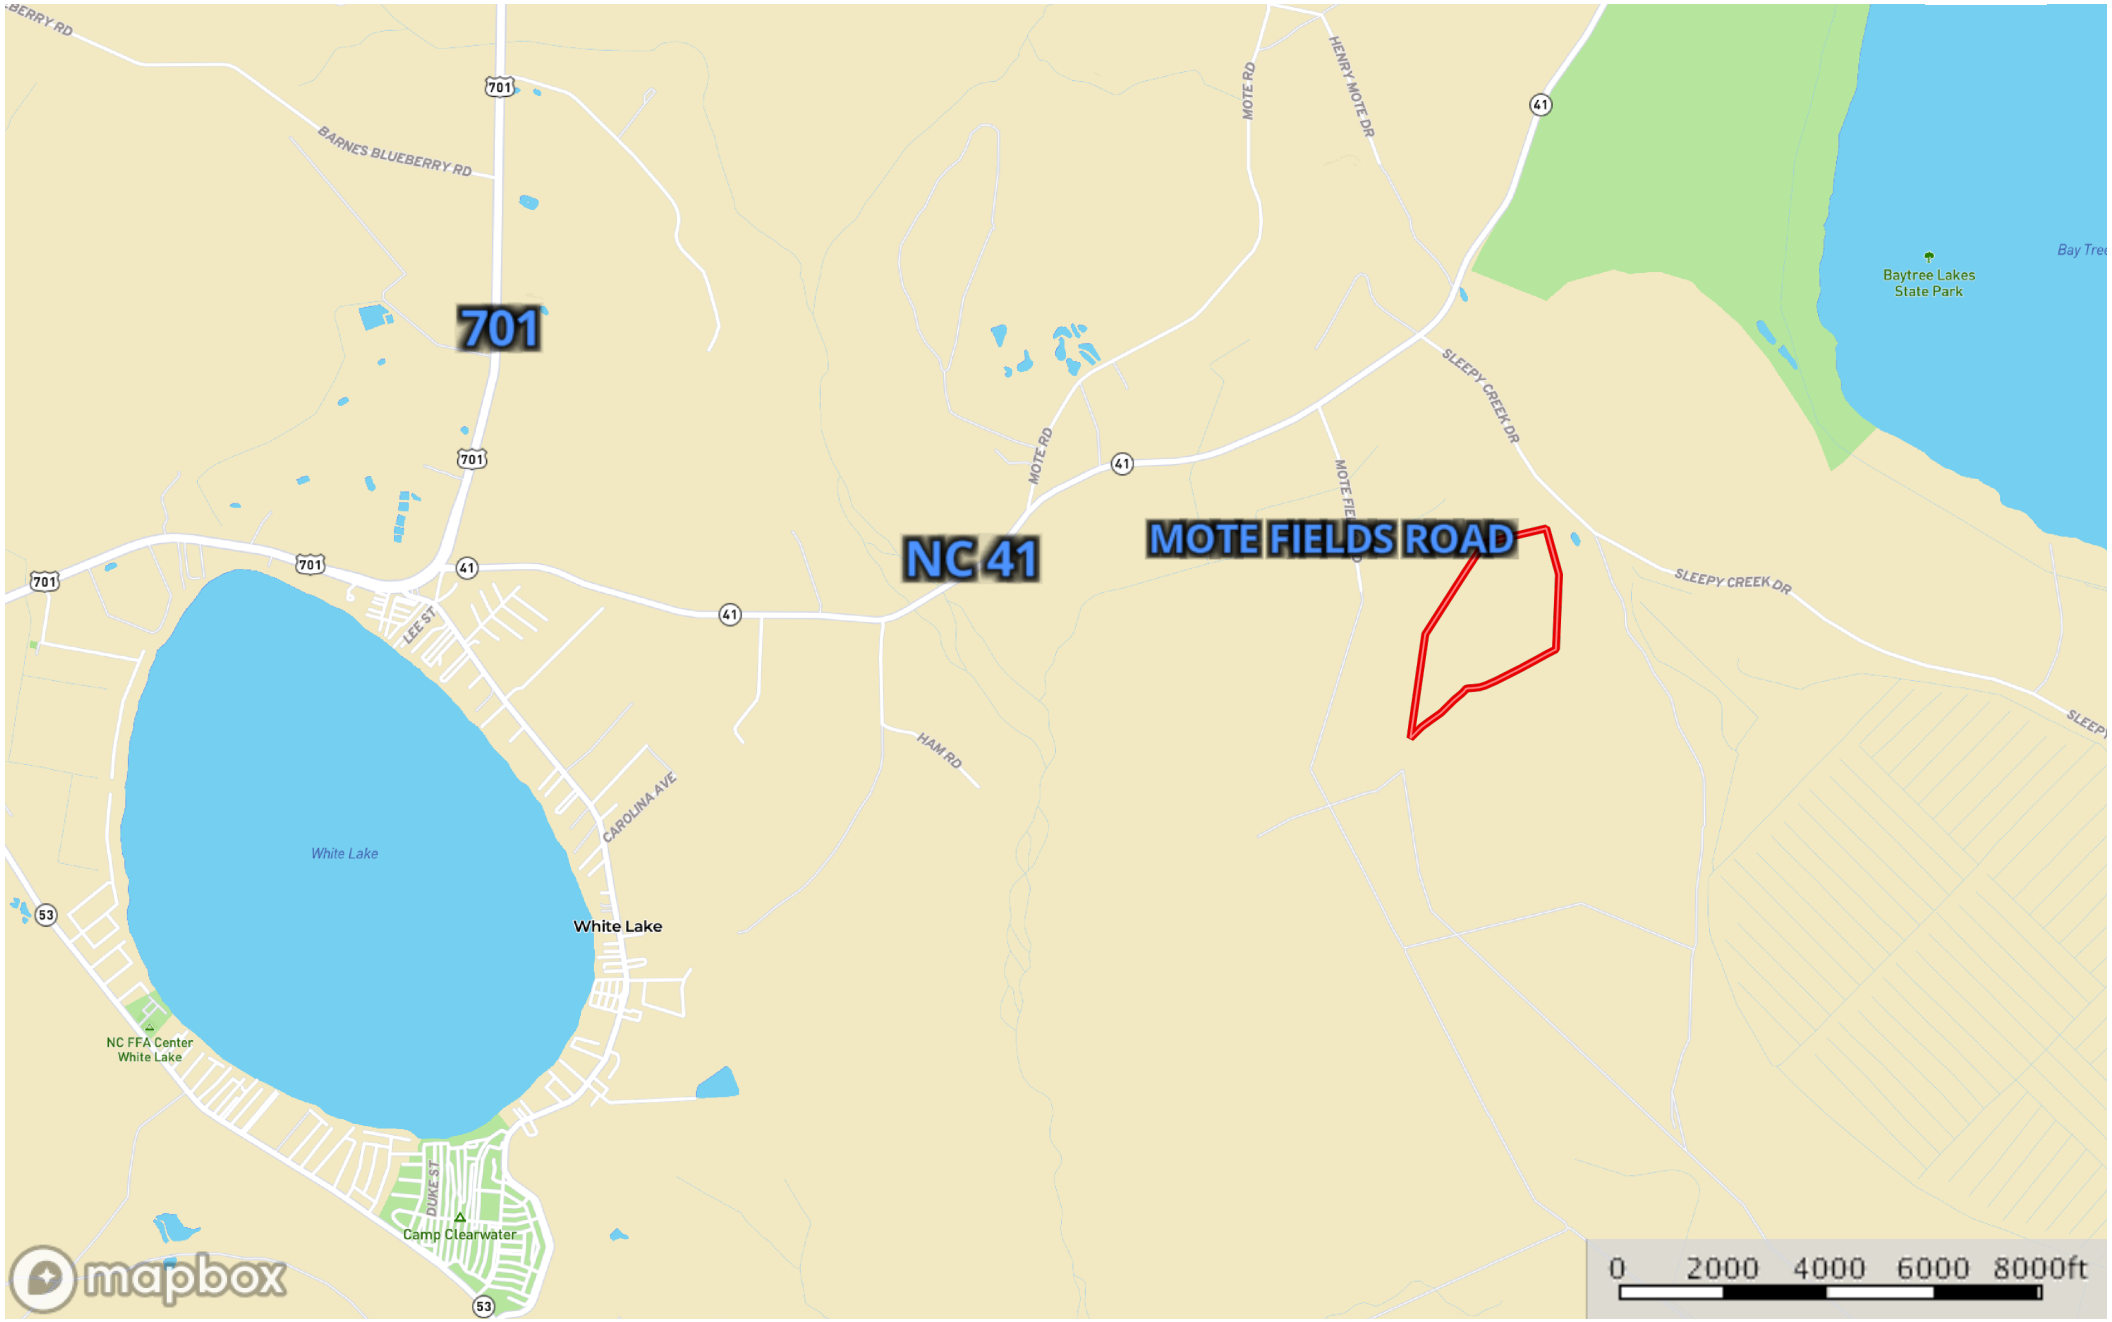 BERRY RD
701
41
MOTE RD
HENRY MOTE DR
BARNES BLUEBERRY RD
Bay Tree
Baytree Lakes
State Park
701
SLEEPY CREEK DR
701
41
MOTE RD
MOTE FIEL
D
NC 41
MOTE FIELDS ROAD
701
701
41
41
LEE ST
SLEEPY CREEK DR
SLEEPY
HAM RD
CAROLINA AVE
White Lake
53
White Lake
NC FFA Center
White Lake
DUKE ST
Camp Clearwater
mapbox
53
0 2000 4000 6000 8000ft